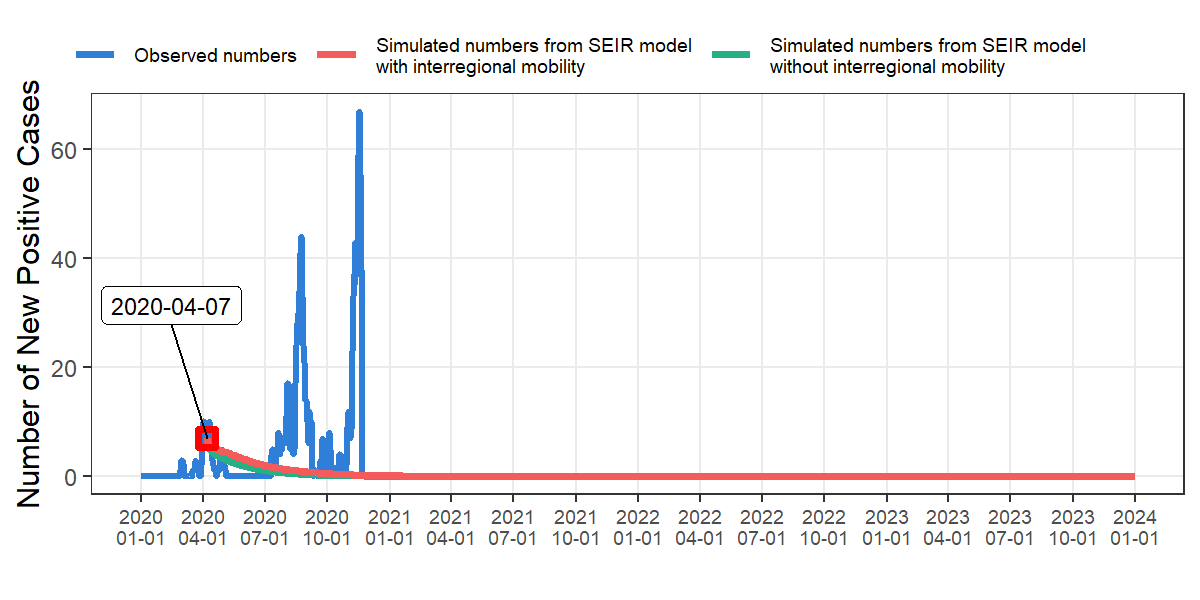 Observed numbers
Simulated numbers from SEIR model
with interregional mobility
Simulated numbers from SEIR model
without interregional mobility
Number of New Positive Cases
60
40
20
0
2020-04-07
2020 2020 2020 2020 2021 2021 2021 2021 2022 2022 2022 2022 2023 2023 2023 2023 2024
01-01 04-01 07-01 10-01 01-01 04-01 07-01 10-01 01-01 04-01 07-01 10-01 01-01 04-01 07-01 10-01 01-01